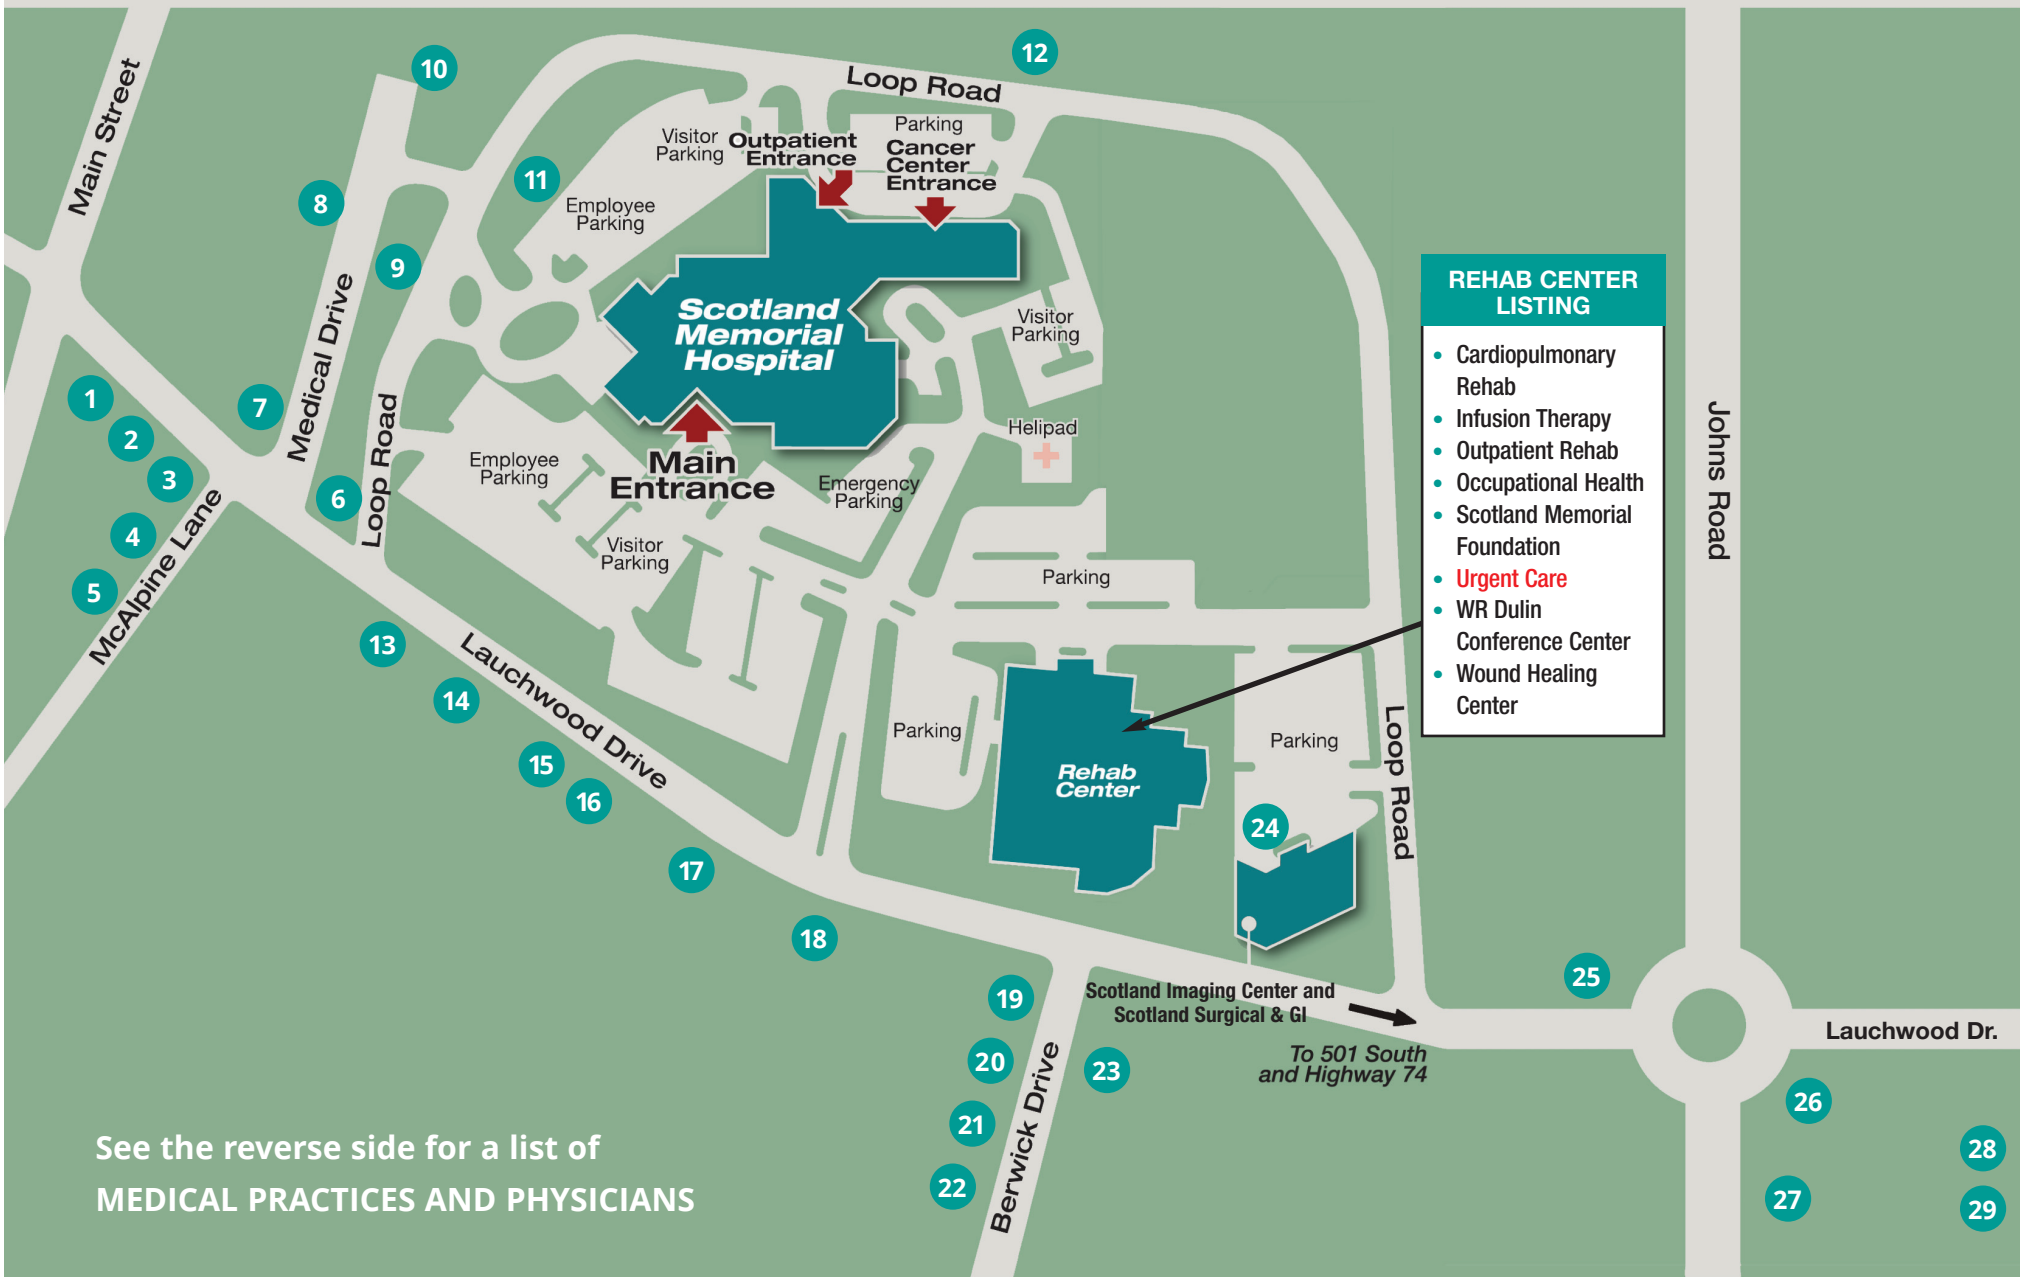 Main Street
10
12
Loop Road
Visitor
Parking
Outpatient
Entrance
Parking
Cancer
Center
Entrance
11
Employee
Parking
8
9
Medical Drive
Scotland
Memorial
Hospital
Visitor
Parking
REHAB CENTER
LISTING
• Cardiopulmonary
Rehab
• Infusion Therapy
• Outpatient Rehab
• Occupational Health
• Scotland Memorial
Foundation
• Urgent Care
• WR Dulin
Conference Center
• Wound Healing
Center
Johns Road
1
2
3
4
5
7
6
Loop Road
McAlpine Lane
Employee
Parking
Main
Entrance
Emergency
Parking
Helipad
Visitor
Parking
Parking
13
14
Lauchwood Drive
15
16
17
18
Parking
Rehab
Center
Parking
Loop Road
24
19
20
21
22
23
Berwick Drive
Scotland Imaging Center and
Scotland Surgical & GI
To 501 South
and Highway 74
25
Lauchwood Dr.
26
27
28
29
See the reverse side for a list of
MEDICAL PRACTICES AND PHYSICIANS